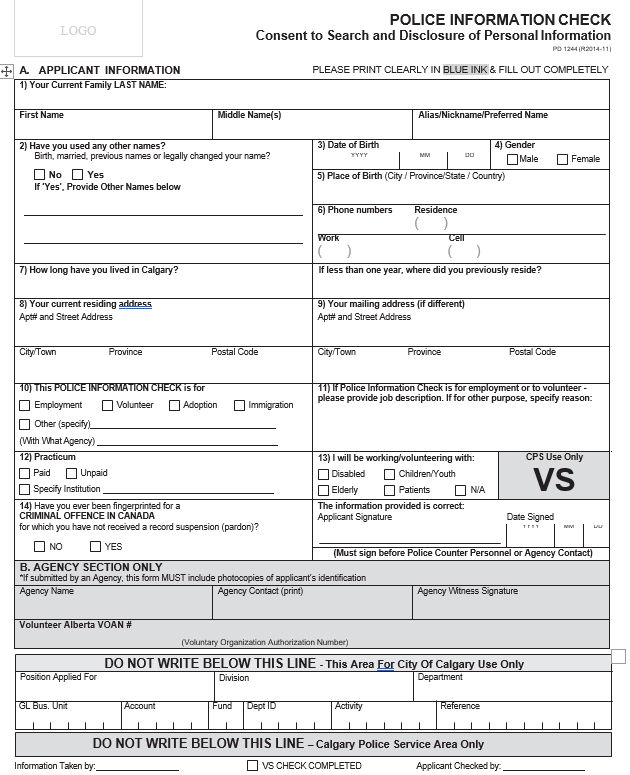 LOGO
POLICE INFORMATION CHECK
Consent to Search and Disclosure of Personal Information
PD 1244 (R2014-11)
A. APPLICANT INFORMATION PLEASE PRINT CLEARLY IN BLUE INK & FILL OUT COMPLETELY
1) Your Current Family LAST NAME:
First Name Middle Name(s) Alias/Nickname/Preferred Name
2) Have you used any other names? 3) Date of Birth 4) Gender
Birth, married, previous names or legally changed your name? YYYY MM DD Male Female
No Yes 5) Place of Birth (City / Province/State / Country)
If 'Yes', Provide Other Names below
6) Phone numbers Residence
( )
Work Cell
( ) ( )
7) How long have you lived in Calgary? If less than one year, where did you previously reside?
8) Your current residing address 9) Your mailing address (if different)
Apt# and Street Address Apt# and Street Address
City/Town Province Postal Code City/Town Province Postal Code
10) This POLICE INFORMATION CHECK is for 11) If Police Information Check is for employment or to volunteer -
please provide job description. If for other purpose, specify reason:
Employment Volunteer Adoption Immigration
Other (specify)
(With What Agency)
12) Practicum 13) I will be working/volunteering with: CPS Use Only
Paid Unpaid Disabled Children/Youth VS
Specify Institution Elderly Patients N/A
14) Have you ever been fingerprinted for a The information provided is correct:
CRIMINAL OFFENCE IN CANADA Applicant Signature Date Signed
for which you have not received a record suspension (pardon)? YYYY MM DD
NO YES
(Must sign before Police Counter Personnel or Agency Contact)
B. AGENCY SECTION ONLY
*If submitted by an Agency, this form MUST include photocopies of applicant's identification
Agency Name Agency Contact (print) Agency Witness Signature
Volunteer Alberta VOAN #
(Voluntary Organization Authorization Number)
DO NOT WRITE BELOW THIS LINE - This Area For City Of Calgary Use Only
Position Applied For Division Department
GL Bus. Unit Account Fund Dept ID Activity Reference
DO NOT WRITE BELOW THIS LINE – Calgary Police Service Area Only
Information Taken by: VS CHECK COMPLETED Applicant Checked by: